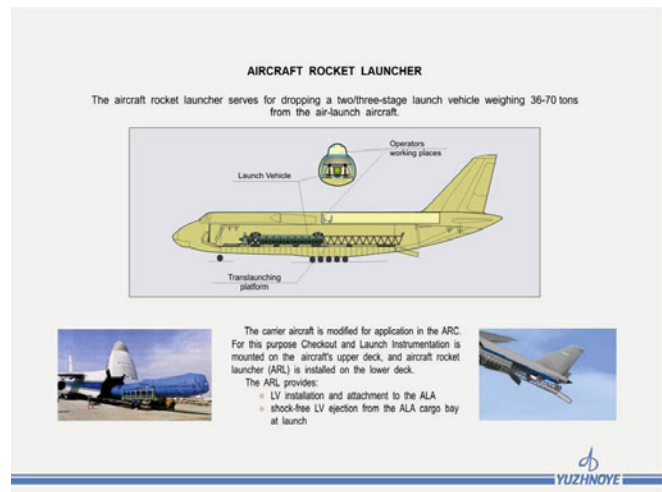 AIRCRAFT ROCKET LAUNCHER
The aircraft rocket launcher serves for dropping a two/three-stage launch vehicle weighing 36-70 tons
from the air-launch aircraft.
Operators
working places
Launch Vehicle
Translaunching
platform
The carrier aircraft is modified for application in the ARC.
For this purpose Checkout and Launch Instrumentation is
mounted on the aircraft's upper deck, and aircraft rocket
launcher (ARL) is installed on the lower deck.
The ARL provides:
LV installation and attachment to the ALA
shock-free LV ejection from the ALA cargo bay
at launch
YUZHNOYE